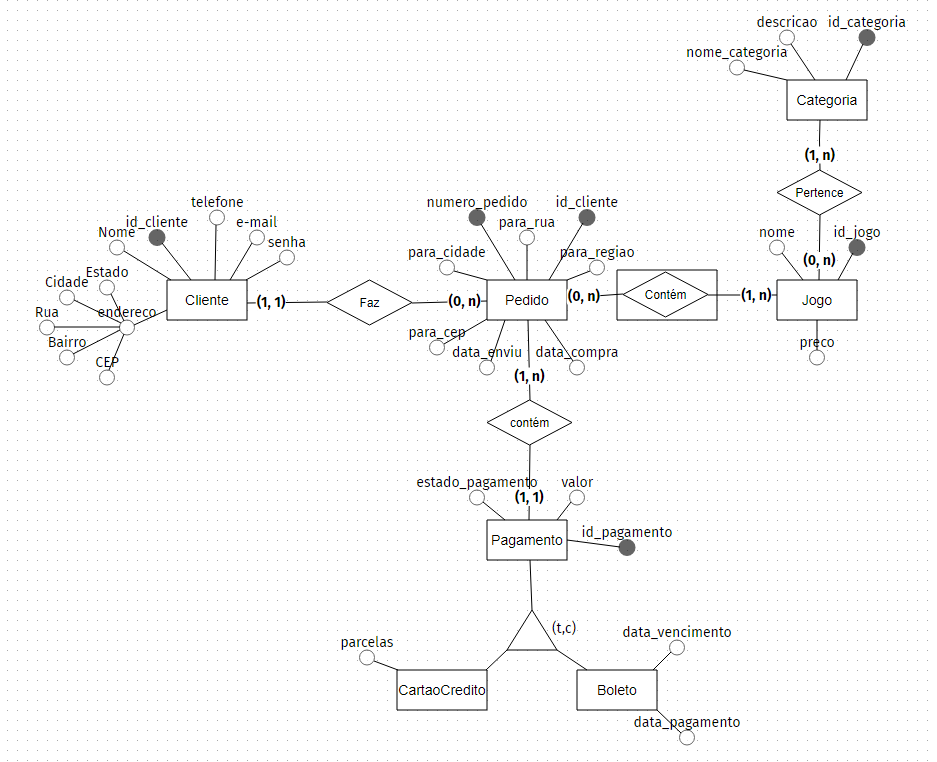 descricao
id_categoria
nome_categoria
Categoria
(1, n)
Pertence
(0, n)
nome
id_jogo
Jogo
preco
telefone
id_cliente
e-mail
Nome
senha
Estado
Cidade
Rua
endereco
Bairro
CEP
Cliente
(1, 1)
Faz
(0, n)
numero_pedido
id_cliente
para_rua
para_cidade
para_regiao
Pedido
(0, n)
Contém
(1, n)
para_cep
data_enviu
data_compra
(1, n)
contém
estado_pagamento
(1, 1)
valor
id_pagamento
Pagamento
(t,c)
parcelas
CartaoCredito
data_vencimento
Boleto
data_pagamento